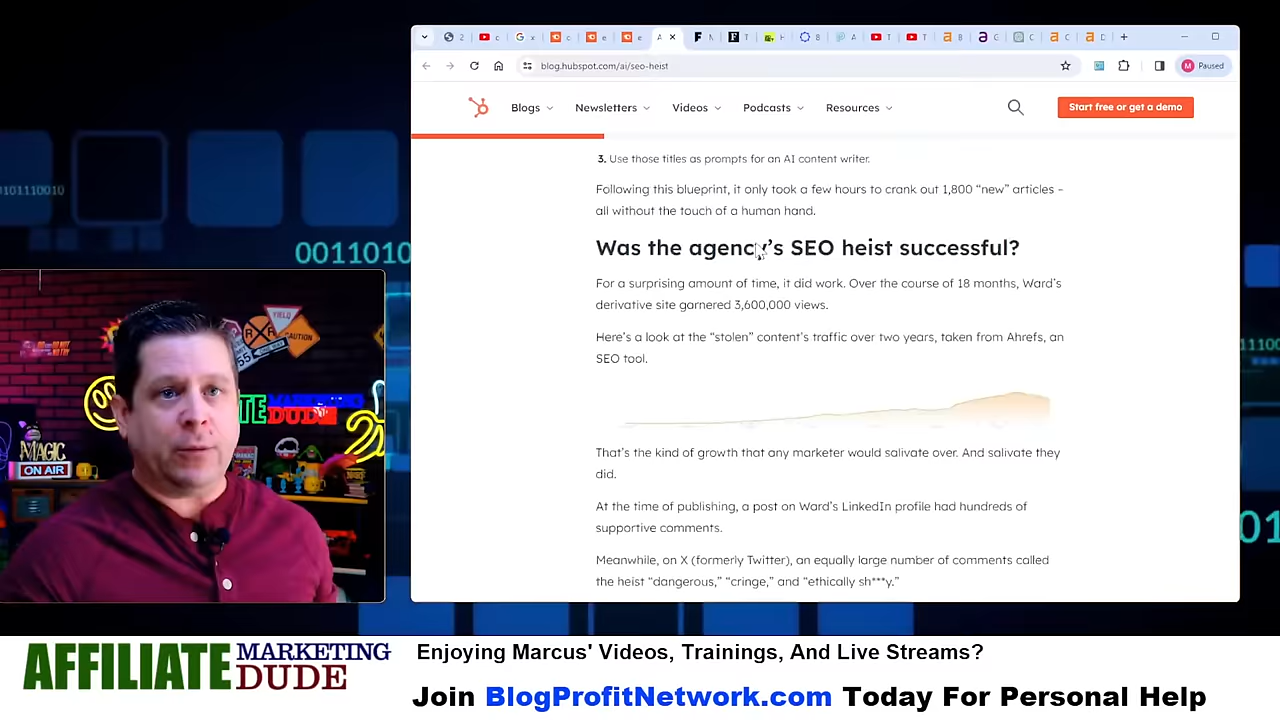 blog.hubspot.com/ai/seo-heist
Paused
Blogs
Newsletters
Videos
Podcasts
Resources
Start free or get a demo
3. Use those titles as prompts for an AI content writer.
Following this blueprint, it only took a few hours to crank out 1,800 “new” articles –
all without the touch of a human hand.
Was the agency’s SEO heist successful?
For a surprising amount of time, it did work. Over the course of 18 months, Ward’s
derivative site garnered 3,600,000 views.
Here’s a look at the “stolen” content’s traffic over two years, taken from Ahrefs, an
SEO tool.
That’s the kind of growth that any marketer would salivate over. And salivate they
did.
At the time of publishing, a post on Ward’s LinkedIn profile had hundreds of
supportive comments.
Meanwhile, on X (formerly Twitter), an equally large number of comments called
the heist “dangerous,” “cringe,” and “ethically sh***y.”
0101110010
0011010
1100
01
YIELD
CAUTION
MAGIC
ON AIR
TE MARKETING
DUDE
AFFILIATE MARKETING DUDE
Enjoying Marcus' Videos, Trainings, And Live Streams?
Join BlogProfitNetwork.com Today For Personal Help